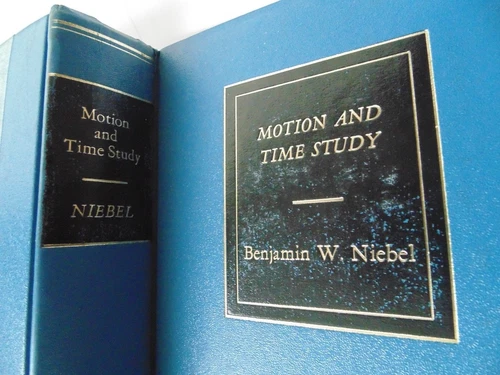 Motion
and
Time Study
NIEBEL
MOTION AND
TIME STUDY
Benjamin W. Niebel